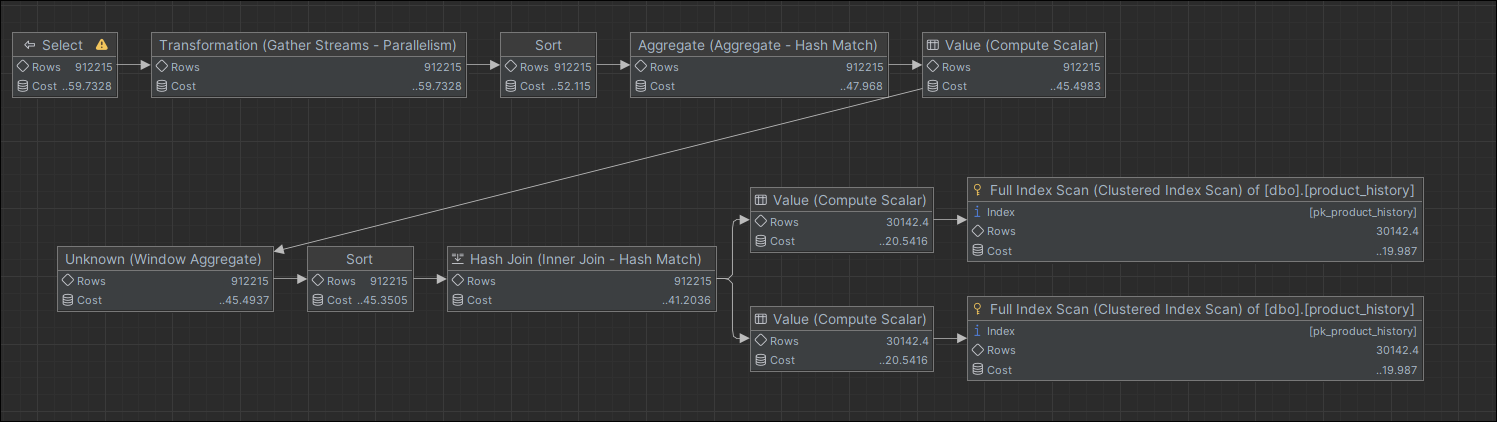 Select
Rows 912215
Cost ..59.7328
Transformation (Gather Streams - Parallelism)
Rows 912215
Cost ..59.7328
Sort
Rows 912215
Cost ..52.115
Aggregate (Aggregate - Hash Match)
Rows 912215
Cost ..47.968
Value (Compute Scalar)
Rows 912215
Cost ..45.4983
Unknown (Window Aggregate)
Rows 912215
Cost ..45.4937
Sort
Rows 912215
Cost ..45.3505
Hash Join (Inner Join - Hash Match)
Rows 912215
Cost ..41.2036
Value (Compute Scalar)
Rows 30142.4
Cost ..20.5416
Full Index Scan (Clustered Index Scan) of [dbo].[product_history]
Index [pk_product_history]
Rows 30142.4
Cost ..19.987
Value (Compute Scalar)
Rows 30142.4
Cost ..20.5416
Full Index Scan (Clustered Index Scan) of [dbo].[product_history]
Index [pk_product_history]
Rows 30142.4
Cost ..19.987